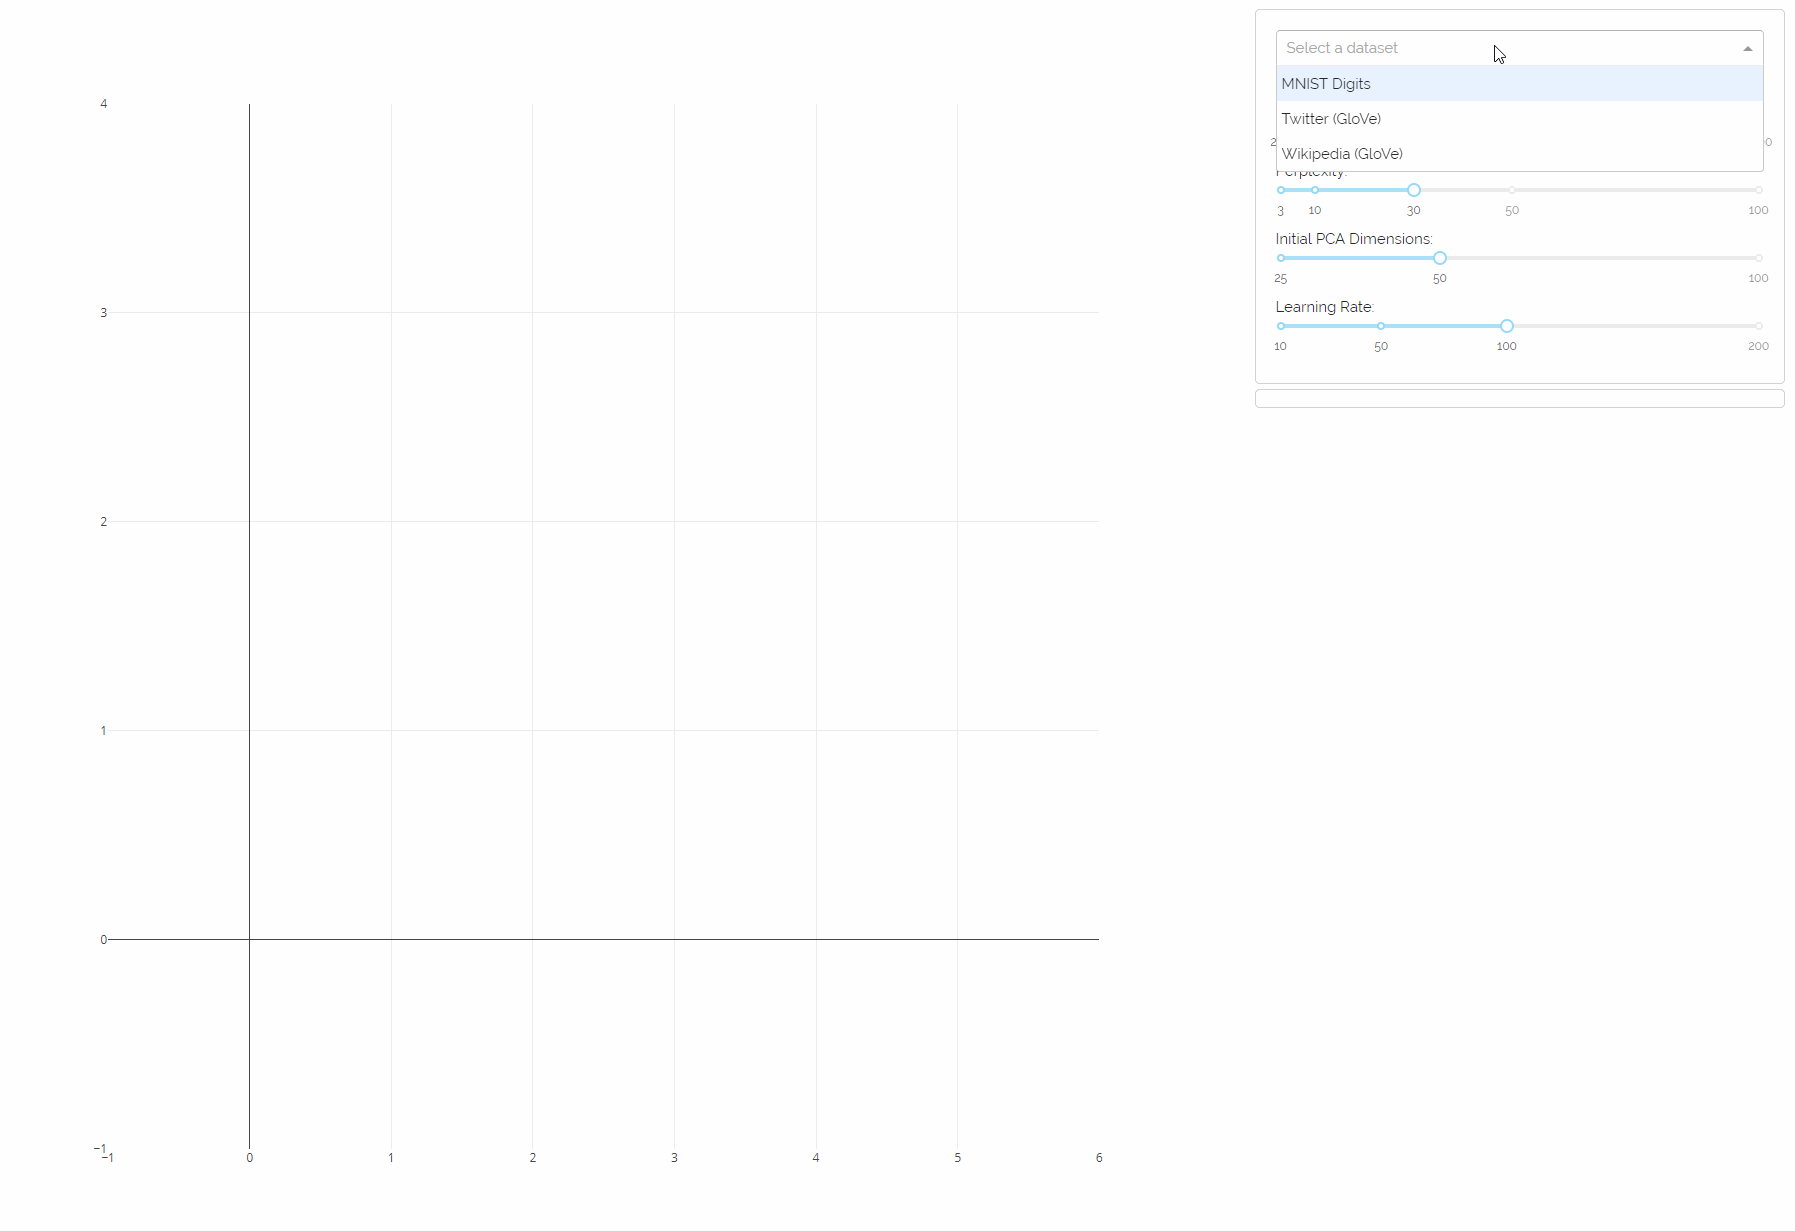 Select a dataset
MNIST Digits
Twitter (GloVe)
Wikipedia (GloVe)
Perplexity:
3 10 30 50 100
Initial PCA Dimensions:
25 50 100
Learning Rate:
10 50 100 200
4
3
2
1
0
−1
−1 0 1 2 3 4 5 6